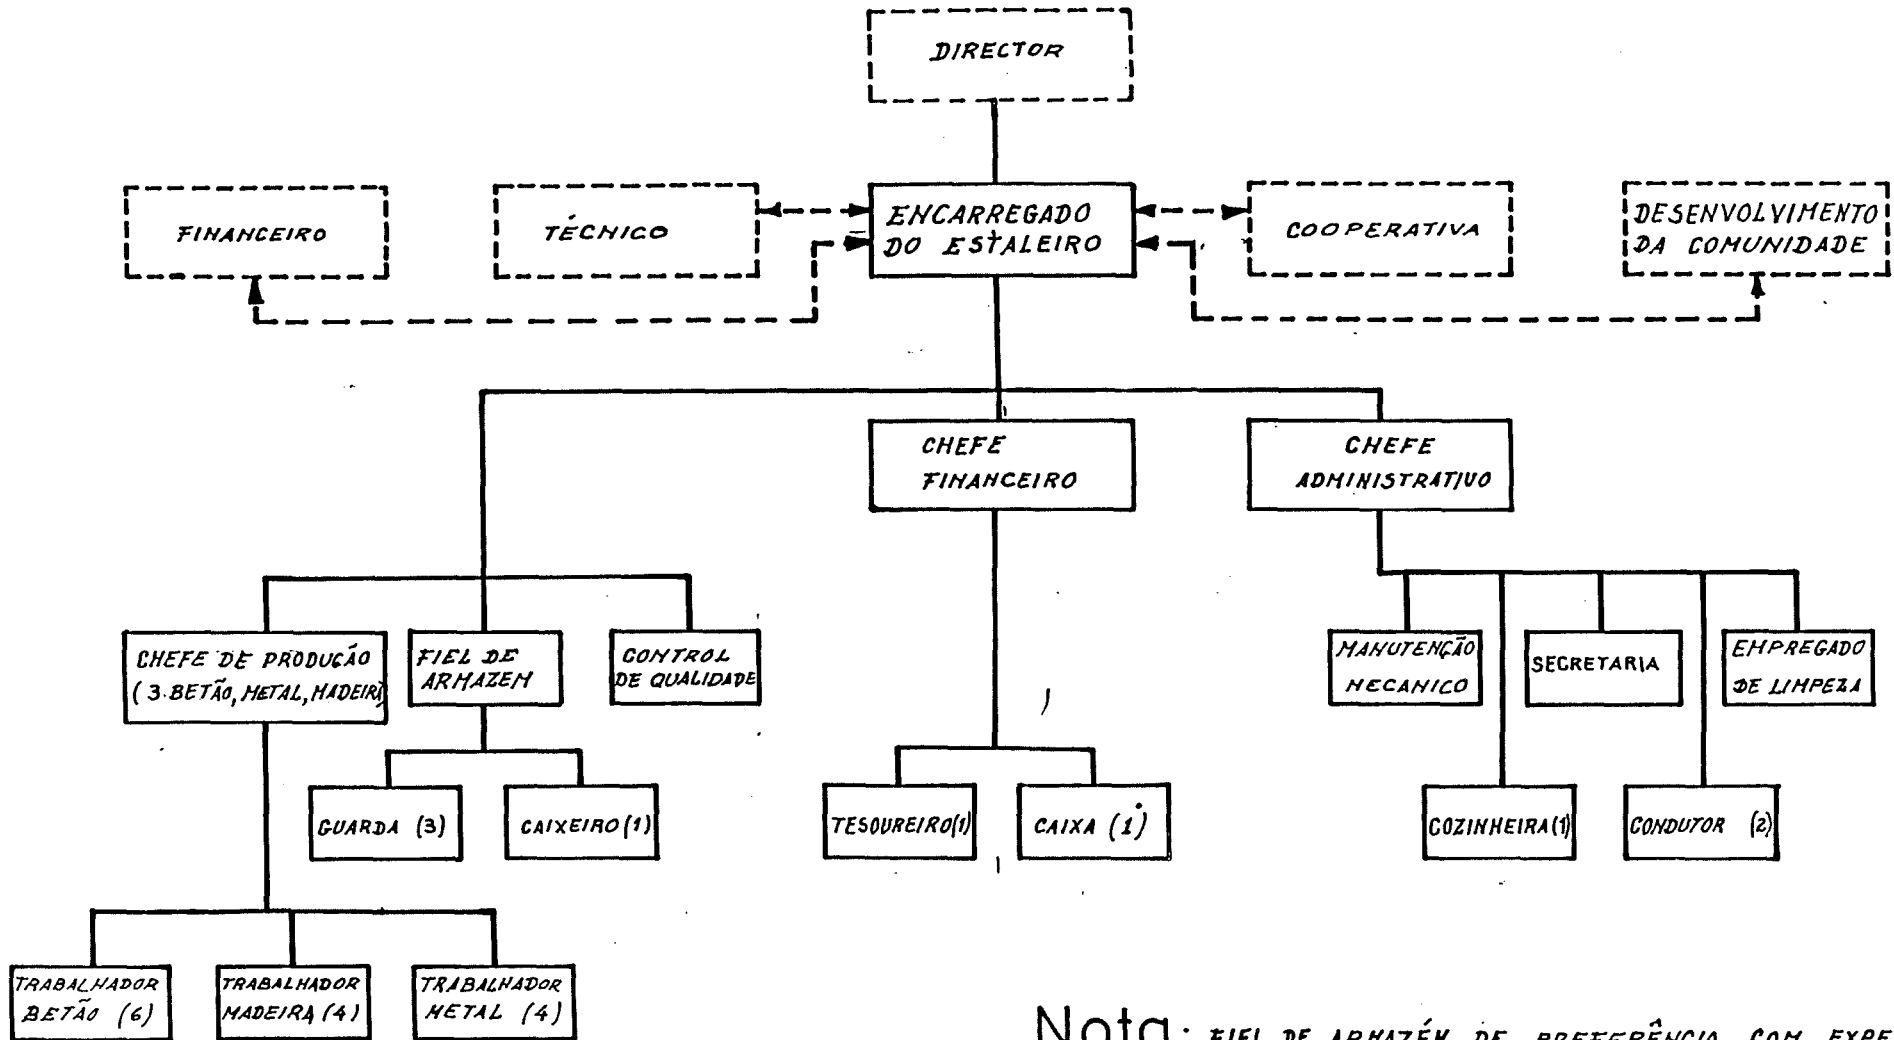 DIRECTOR
FINANCEIRO
TÉCNICO
ENCARREGADO
DO ESTALEIRO
COOPERATIVA
DESENVOLVIMENTO
DA COMUNIDADE
CHEFE
FINANCEIRO
CHEFE
ADMINISTRATIVO
CHEFE DE PRODUCÁO
(3.BETÃO, METAL, MADEIRA)
FIEL DE
ARMAZEM
CONTROL
DE QUALIDADE
MANUTENÇÃO
MECANICO
SECRETARIA
EMPREGADO
DE LIMPEZA
GUARDA (3)
CAIXEIRO (1)
TESOUREIRO (1)
CAIXA (1)
COZINHEIRA (1)
CONDUTOR (2)
TRABALHADOR
BETÃO (6)
TRABALHADOR
MADEIRA (4)
TRABALHADOR
METAL (4)
Nota: FIEL DE ARMAZÉM DE PREFERÊNCIA COM EXPE